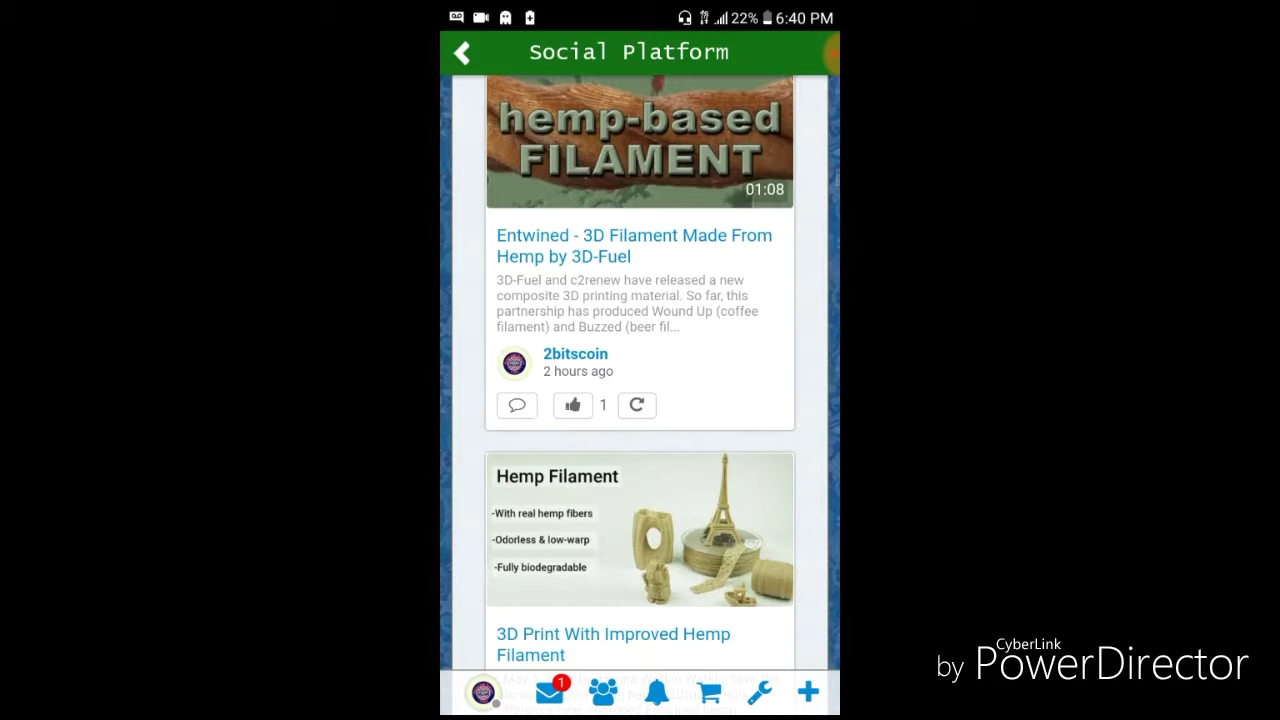 22% 6:40 PM
Social Platform
hemp-based
FILAMENT
01:08
Entwined - 3D Filament Made From
Hemp by 3D-Fuel
3D-Fuel and c2renew have released a new
composite 3D printing material. So far, this
partnership has produced Wound Up (coffee
filament) and Buzzed (beer fil...
2bitscoin
2 hours ago
1
Hemp Filament
-With real hemp fibers
-Odorless & low-warp
-Fully biodegradable
3D Print With Improved Hemp
Filament
1
CyberLink
by PowerDirector